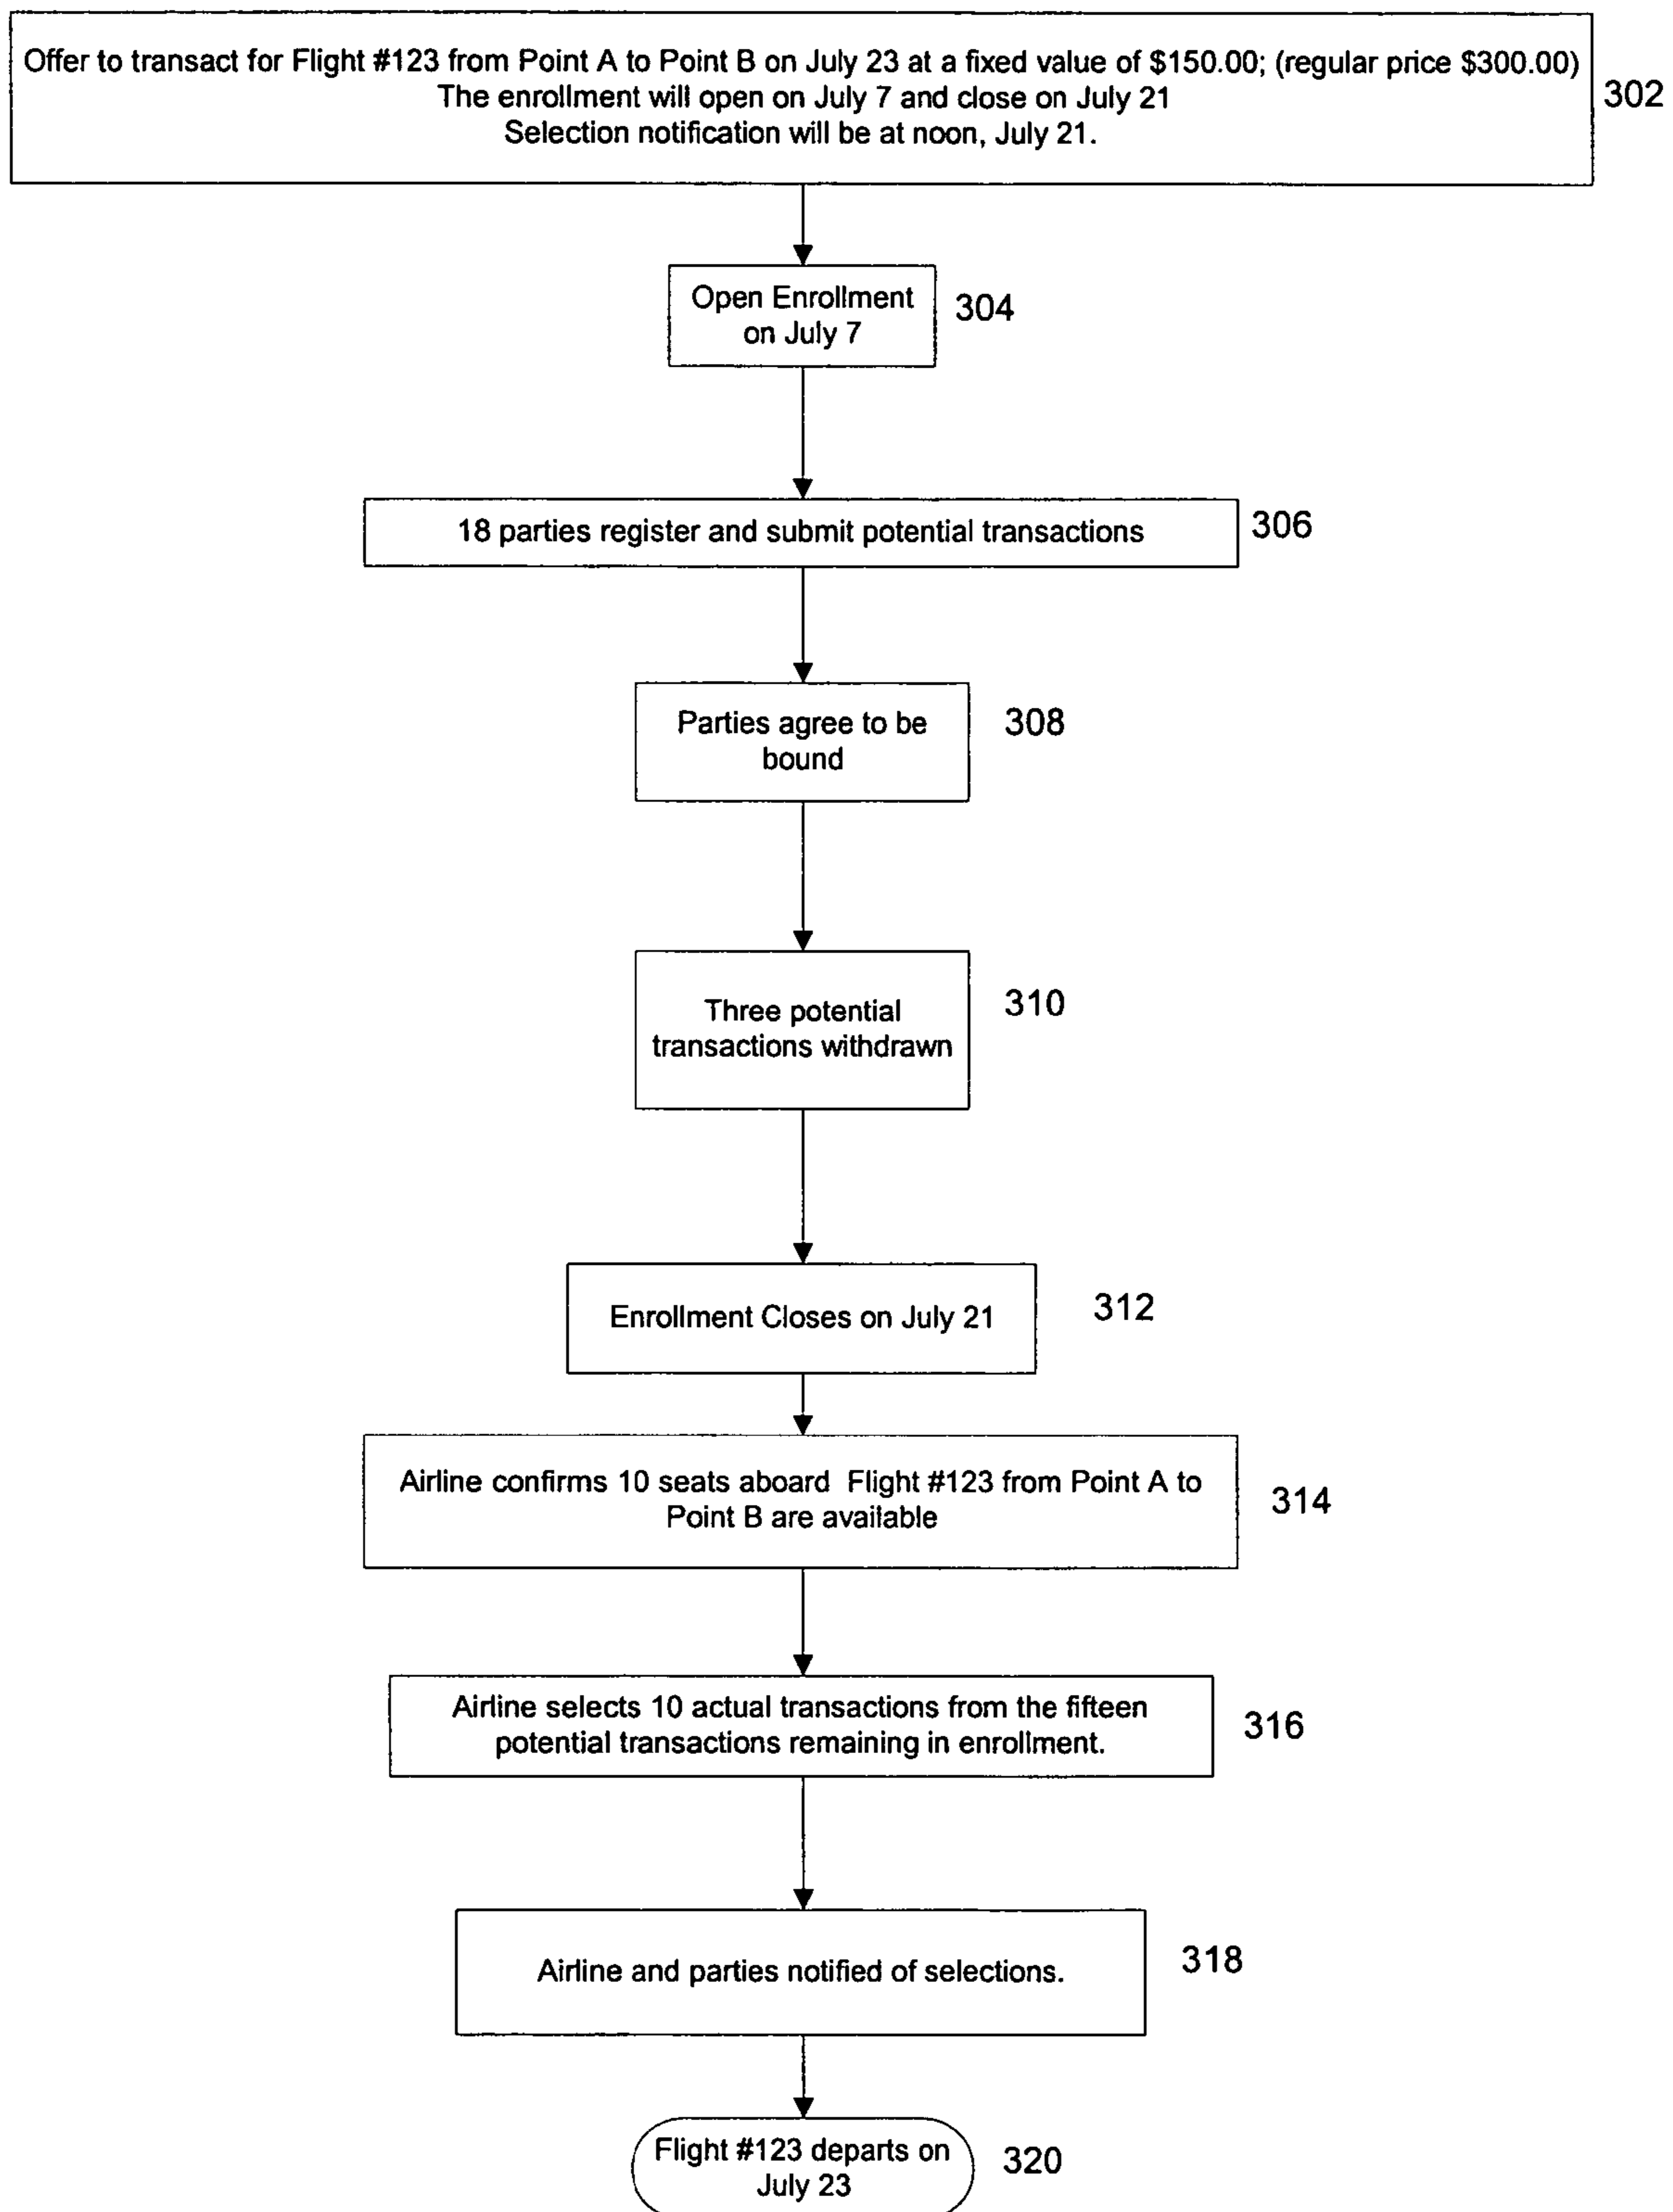 Offer to transact for Flight #123 from Point A to Point B on July 23 at a fixed value of $150.00; (regular price $300.00)
The enrollment will open on July 7 and close on July 21
Selection notification will be at noon, July 21.
302
Open Enrollment
on July 7
304
18 parties register and submit potential transactions
306
Parties agree to be
bound
308
Three potential
transactions withdrawn
310
Enrollment Closes on July 21
312
Airline confirms 10 seats aboard Flight #123 from Point A to
Point B are available
314
Airline selects 10 actual transactions from the fifteen
potential transactions remaining in enrollment.
316
Airline and parties notified of selections.
318
Flight #123 departs on
July 23
320